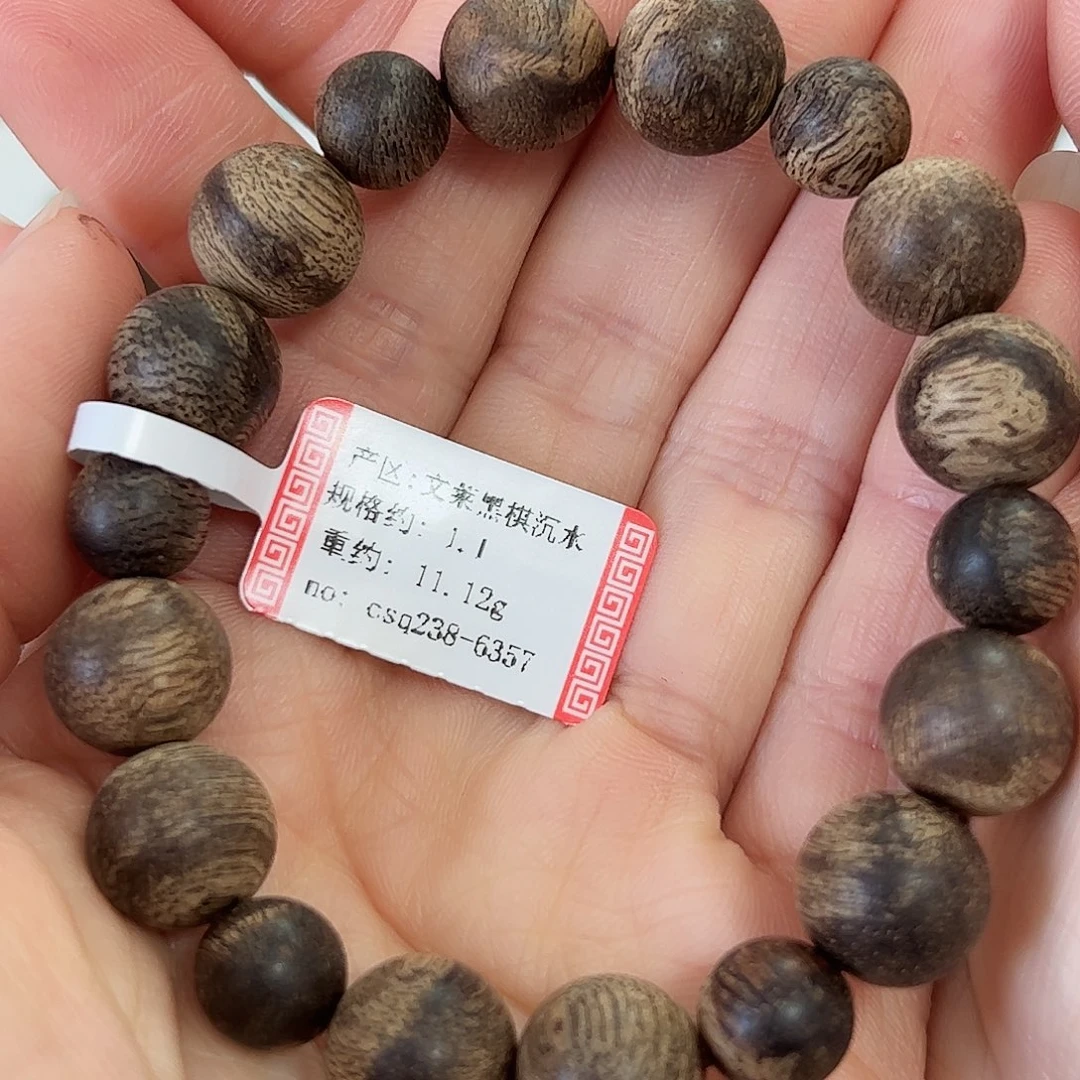 产区:文莱黑棋沉水
规格约: 1.1
重约: 11.12g
no: csq238-6357